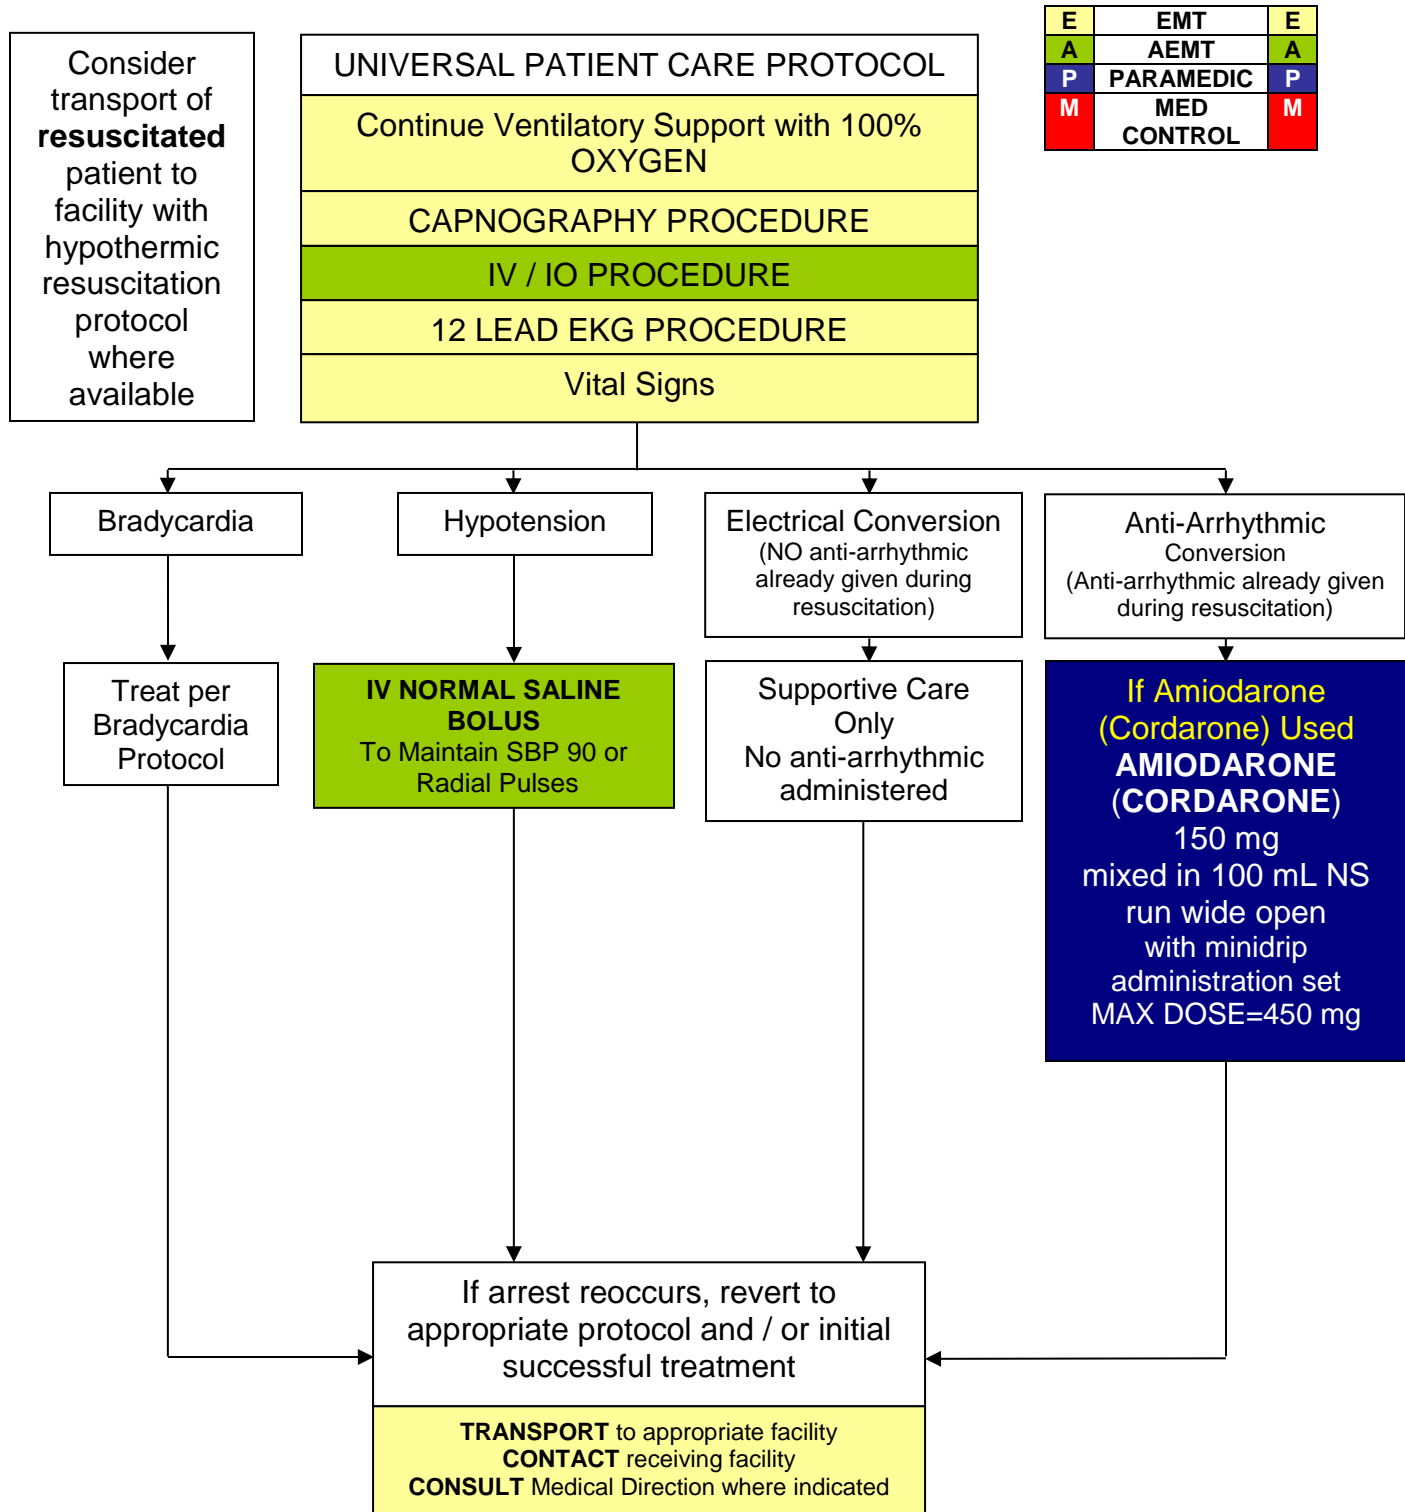 E EMT E
A AEMT A
P PARAMEDIC P
M MED M
CONTROL
Consider
transport of
resuscitated
patient to
facility with
hypothermic
resuscitation
protocol
where
available
UNIVERSAL PATIENT CARE PROTOCOL
Continue Ventilatory Support with 100%
OXYGEN
CAPNOGRAPHY PROCEDURE
IV / IO PROCEDURE
12 LEAD EKG PROCEDURE
Vital Signs
Bradycardia
Hypotension
Electrical Conversion
(NO anti-arrhythmic
already given during
resuscitation)
Anti-Arrhythmic
Conversion
(Anti-arrhythmic already given
during resuscitation)
Treat per
Bradycardia
Protocol
IV NORMAL SALINE
BOLUS
To Maintain SBP 90 or
Radial Pulses
Supportive Care
Only
No anti-arrhythmic
administered
If Amiodarone
(Cordarone) Used
AMIODARONE
(CORDARONE)
150 mg
mixed in 100 mL NS
run wide open
with minidrip
administration set
MAX DOSE=450 mg
If arrest reoccurs, revert to
appropriate protocol and / or initial
successful treatment
TRANSPORT to appropriate facility
CONTACT receiving facility
CONSULT Medical Direction where indicated